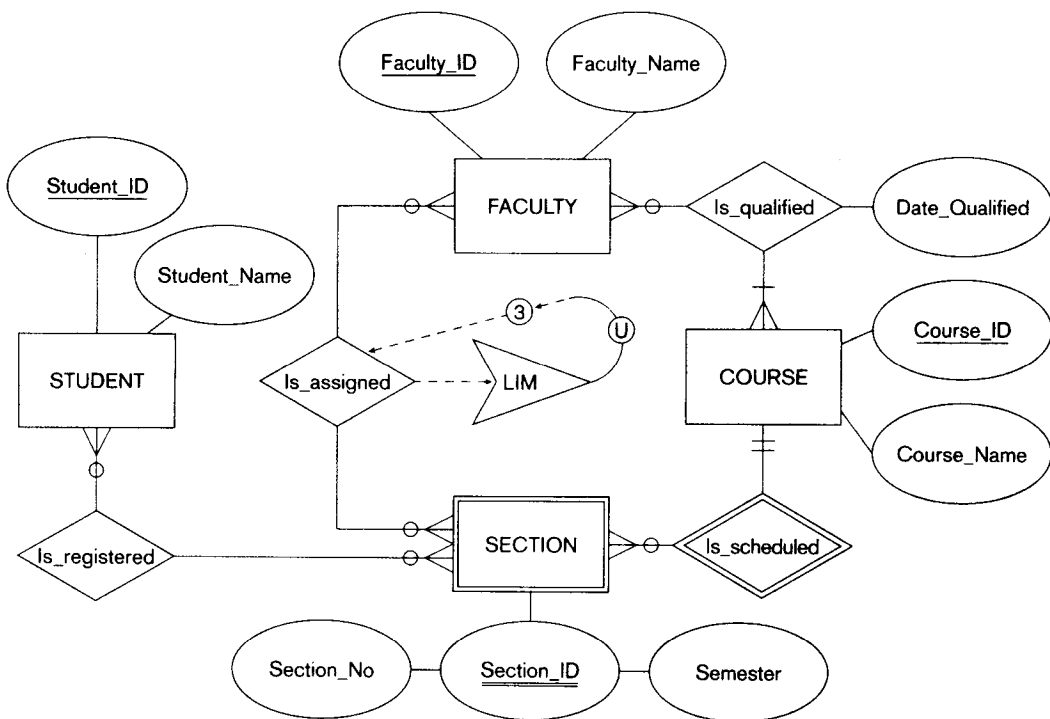 Faculty_ID
Faculty_Name
Student_ID
FACULTY
Is_qualified
Date_Qualified
Student_Name
3
U
Course_ID
STUDENT
Is_assigned
LIM
COURSE
Course_Name
Is_registered
SECTION
Is_scheduled
Section_No
Section_ID
Semester